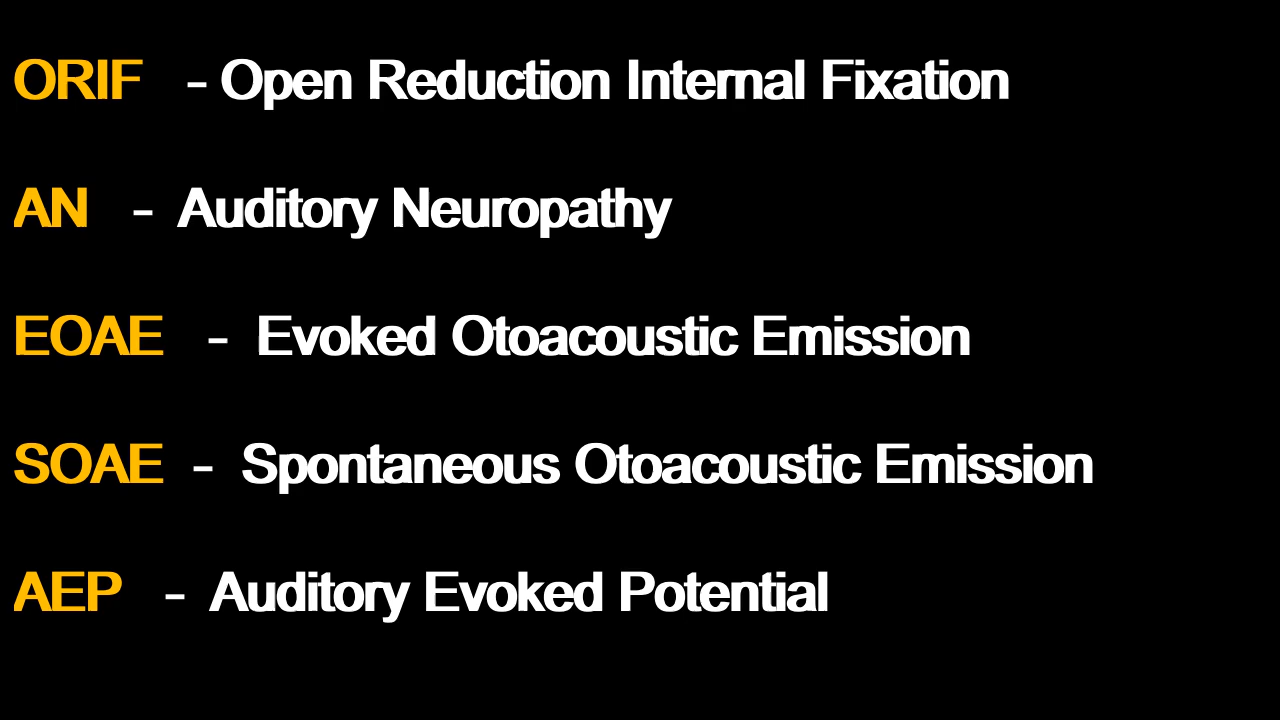 ORIF - Open Reduction Internal Fixation
AN - Auditory Neuropathy
EOAE - Evoked Otoacoustic Emission
SOAE - Spontaneous Otoacoustic Emission
AEP - Auditory Evoked Potential